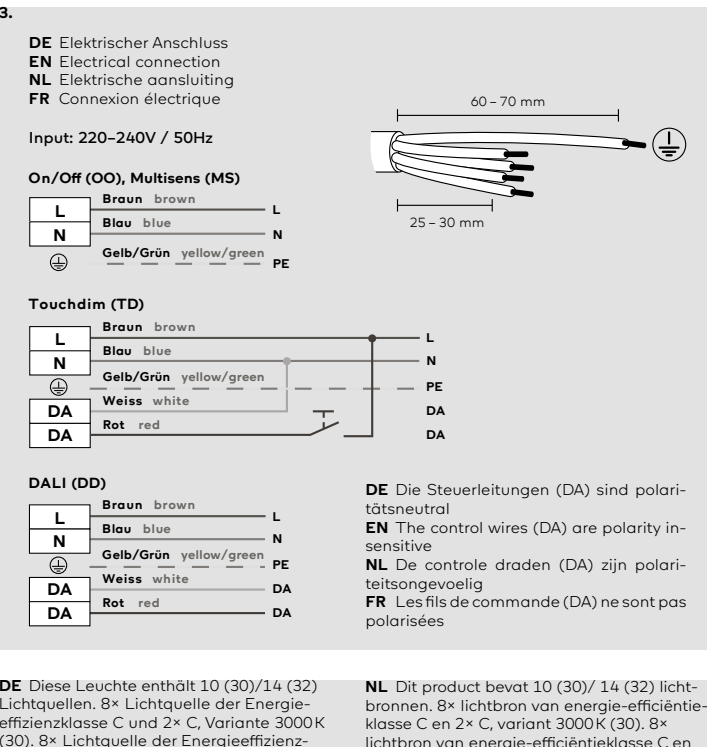 3.
DE Elektrischer Anschluss
EN Electrical connection
NL Elektrische aansluiting
FR Connexion électrique
Input: 220–240V / 50Hz
60 – 70 mm
25 – 30 mm
On/Off (OO), Multisens (MS)
L Braun brown L
N Blau blue N
Gelb/Grün yellow/green PE
Touchdim (TD)
L Braun brown L
N Blau blue N
Gelb/Grün yellow/green PE
DA Weiss white DA
DA Rot red DA
DALI (DD)
L Braun brown L
N Blau blue N
Gelb/Grün yellow/green PE
DA Weiss white DA
DA Rot red DA
DE Die Steuerleitungen (DA) sind polari-
tätsneutral
EN The control wires (DA) are polarity in-
sensitive
NL De controle draden (DA) zijn polari-
teitsongevoelig
FR Les fils de commande (DA) ne sont pas
polarisées
DE Diese Leuchte enthält 10 (30)/14 (32)
Lichtquellen. 8× Lichtquelle der Energie-
effizienzklasse C und 2× C, Variante 3000 K
(30). 8× Lichtquelle der Energieeffizienz-
NL Dit product bevat 10 (30)/ 14 (32) licht-
bronnen. 8× lichtbron van energie-efficiëntie-
klasse C en 2× C, variant 3000 K (30). 8×
lichtbron van energie-efficiëntieklasse C en